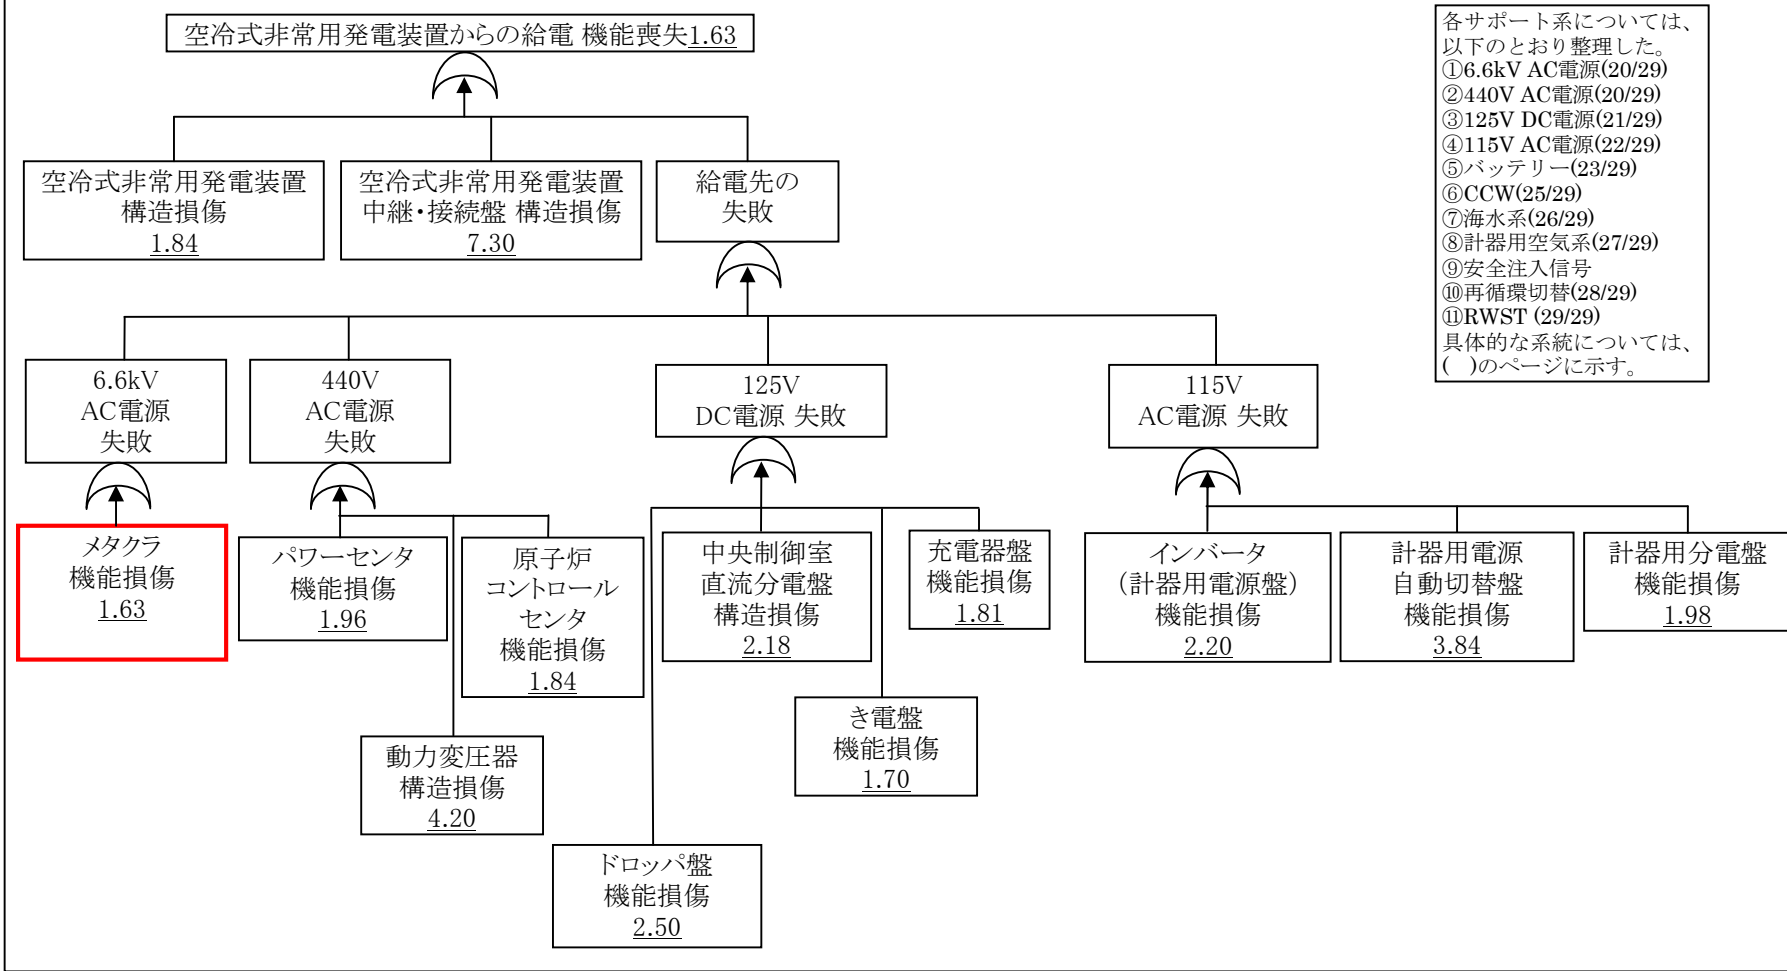 空冷式非常用発電装置からの給電 機能喪失1.63
各サポート系については、
以下のとおり整理した。
①6.6kV AC電源(20/29)
②440V AC電源(20/29)
③125V DC電源(21/29)
④115V AC電源(22/29)
⑤バッテリー(23/29)
⑥CCW(25/29)
⑦海水系(26/29)
⑧計器用空気系(27/29)
⑨安全注入信号
⑩再循環切替(28/29)
⑪RWST (29/29)
具体的な系統については、
(　)のページに示す。
空冷式非常用発電装置
構造損傷
1.84
空冷式非常用発電装置
中継・接続盤 構造損傷
7.30
給電先の
失敗
6.6kV
AC電源
失敗
440V
AC電源
失敗
125V
DC電源 失敗
115V
AC電源 失敗
メタクラ
機能損傷
1.63
パワーセンタ
機能損傷
1.96
原子炉
コントロール
センタ
機能損傷
1.84
中央制御室
直流分電盤
構造損傷
2.18
充電器盤
機能損傷
1.81
インバータ
(計器用電源盤)
機能損傷
2.20
計器用電源
自動切替盤
機能損傷
3.84
計器用分電盤
機能損傷
1.98
動力変圧器
構造損傷
4.20
き電盤
機能損傷
1.70
ドロッパ盤
機能損傷
2.50